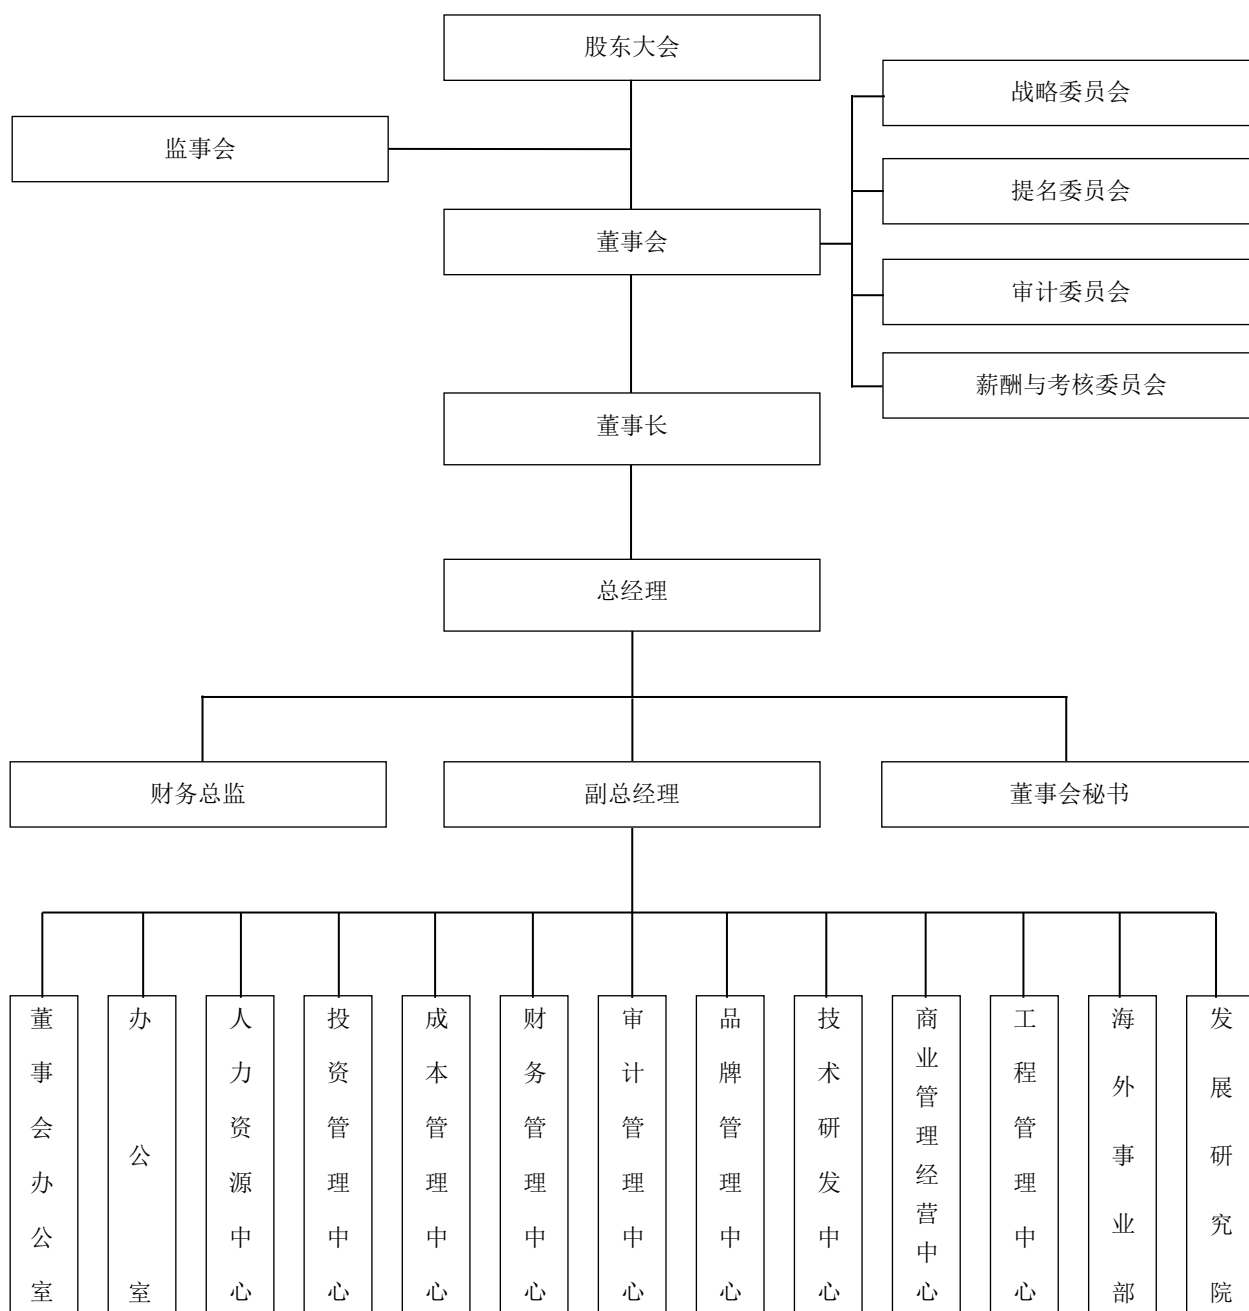 股东大会
战略委员会
监事会
提名委员会
董事会
审计委员会
薪酬与考核委员会
董事长
总经理
财务总监
副总经理
董事会秘书
董事会办公室
办公室
人力资源中心
投资管理中心
成本管理中心
财务管理中心
审计管理中心
品牌管理中心
技术研发中心
商业管理经营中心
工程管理中心
海外事业部
发展研究院